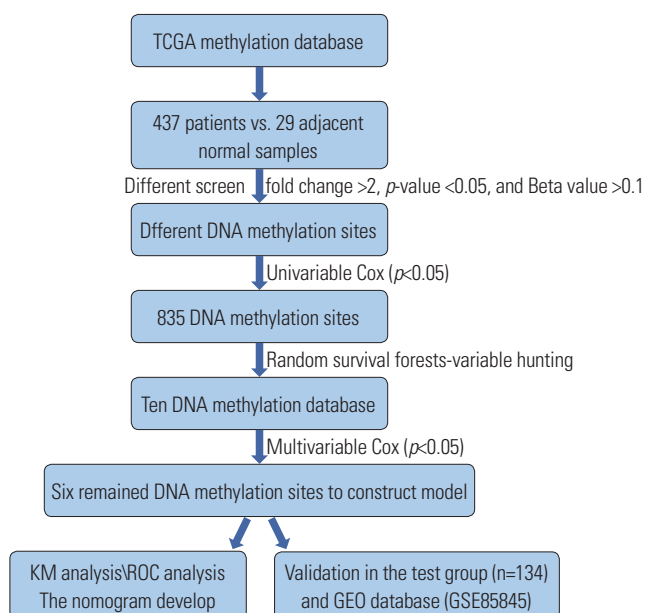 TCGA methylation database
437 patients vs. 29 adjacent
normal samples
Different screen fold change >2, p-value <0.05, and Beta value >0.1
Dfferent DNA methylation sites
Univariable Cox (p<0.05)
835 DNA methylation sites
Random survival forests-variable hunting
Ten DNA methylation database
Multivariable Cox (p<0.05)
Six remained DNA methylation sites to construct model
KM analysis\ROC analysis
The nomogram develop
Validation in the test group (n=134)
and GEO database (GSE85845)